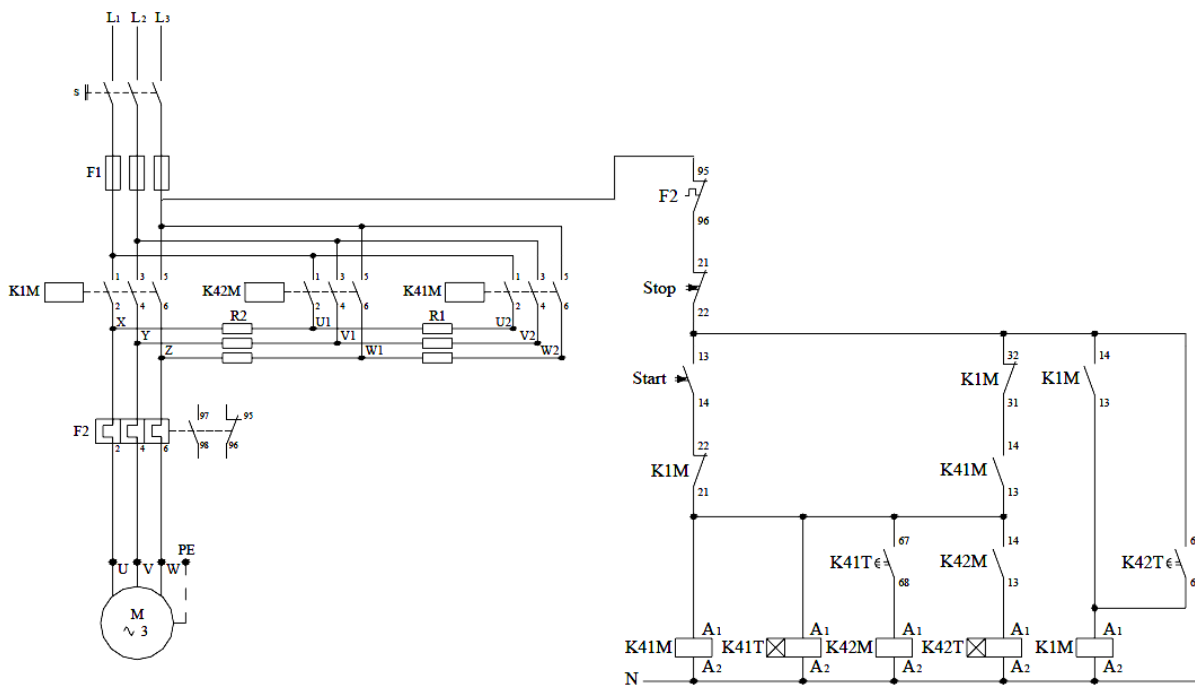 L1 L2 L3
s
F1
1 3 5
K1M
2 4 6
1 3 5
K42M
2 4 6
1 3 5
K41M
2 4 6
X R2 U1 R1 U2
Y V1 V2
Z W1 W2
F2
97 95
98 96
2 4 6
PE
U V W
M
∿ 3
95
F2
96
21
Stop
22
13
Start
14
32
K1M
31
14
K1M
13
22
K1M
21
14
K41M
13
67
K41T
68
14
K42M
13
6
K42T
6
A1 A1 A1 A1 A1
K41M K41T K42M K42T K1M
A2 A2 A2 A2 A2
N